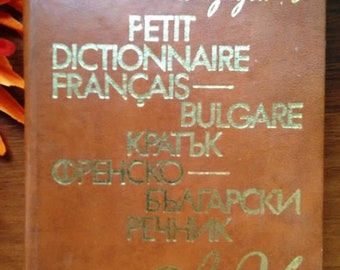 PETIT
DICTIONNAIRE
FRANÇAIS—
BULGARE
КРАТЪК
ФРЕНСКО—
БЪЛГАРСКИ
РЕЧНИК